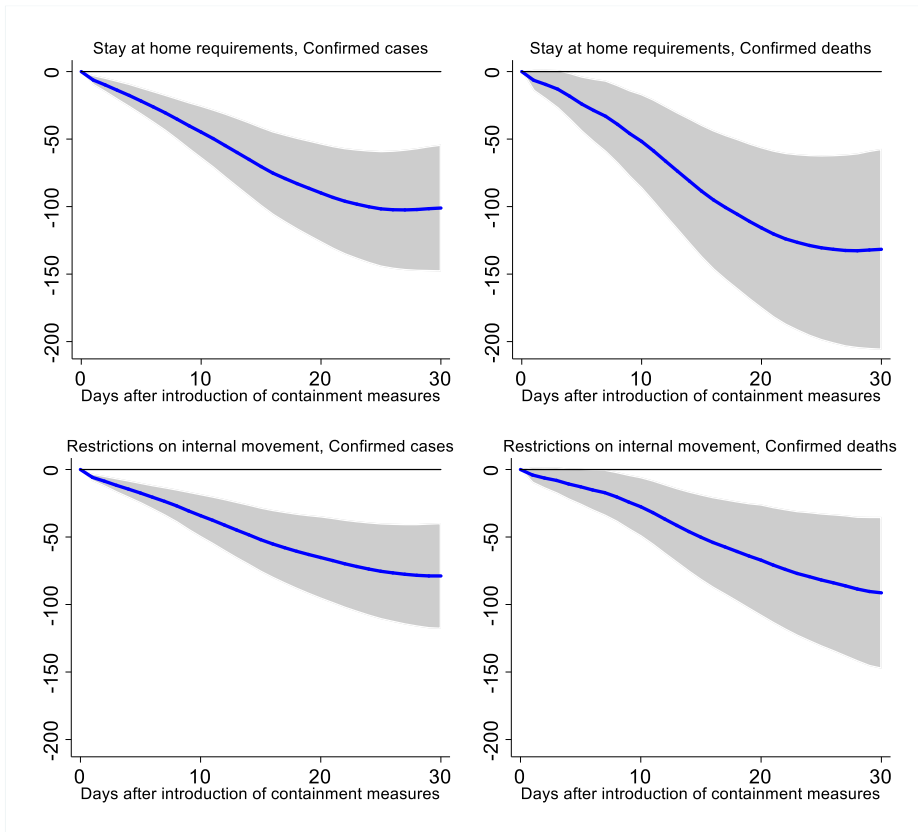 Stay at home requirements, Confirmed cases
0
-50
-100
-150
-200
0 10 20 30
Days after introduction of containment measures
Stay at home requirements, Confirmed deaths
0
-50
-100
-150
-200
0 10 20 30
Days after introduction of containment measures
Restrictions on internal movement, Confirmed cases
0
-50
-100
-150
-200
0 10 20 30
Days after introduction of containment measures
Restrictions on internal movement, Confirmed deaths
0
-50
-100
-150
-200
0 10 20 30
Days after introduction of containment measures